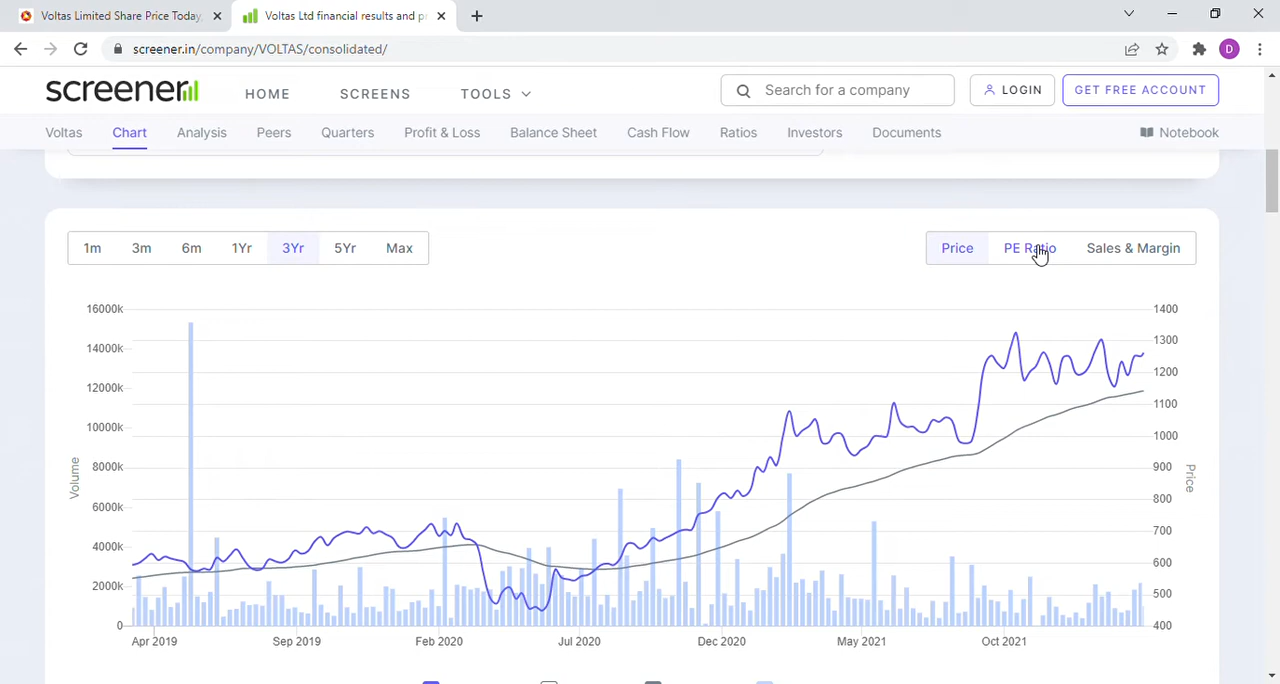 Voltas Limited Share Price Today,
Voltas Ltd financial results and pr
screener.in/company/VOLTAS/consolidated/
D
screener
HOME
SCREENS
TOOLS
Search for a company
LOGIN
GET FREE ACCOUNT
Voltas
Chart
Analysis
Peers
Quarters
Profit & Loss
Balance Sheet
Cash Flow
Ratios
Investors
Documents
Notebook
1m
3m
6m
1Yr
3Yr
5Yr
Max
Price
PE Ratio
Sales & Margin
16000k
14000k
12000k
10000k
8000k
6000k
4000k
2000k
0
Volume
1400
1300
1200
1100
1000
900
800
700
600
500
400
Price
Apr 2019
Sep 2019
Feb 2020
Jul 2020
Dec 2020
May 2021
Oct 2021